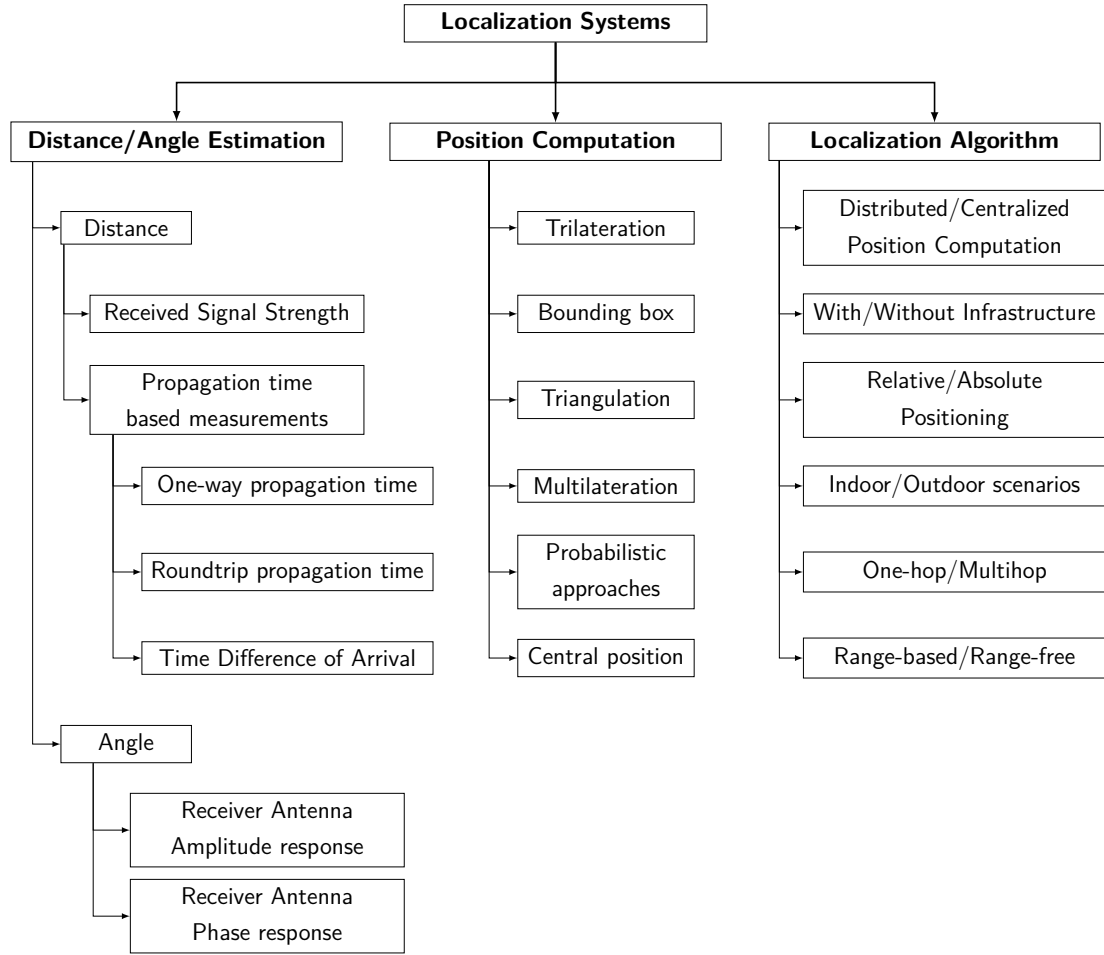 Localization Systems
Distance/Angle Estimation
Distance
Received Signal Strength
Propagation time
based measurements
One-way propagation time
Roundtrip propagation time
Time Difference of Arrival
Angle
Receiver Antenna
Amplitude response
Receiver Antenna
Phase response
Position Computation
Trilateration
Bounding box
Triangulation
Multilateration
Probabilistic
approaches
Central position
Localization Algorithm
Distributed/Centralized
Position Computation
With/Without Infrastructure
Relative/Absolute
Positioning
Indoor/Outdoor scenarios
One-hop/Multihop
Range-based/Range-free